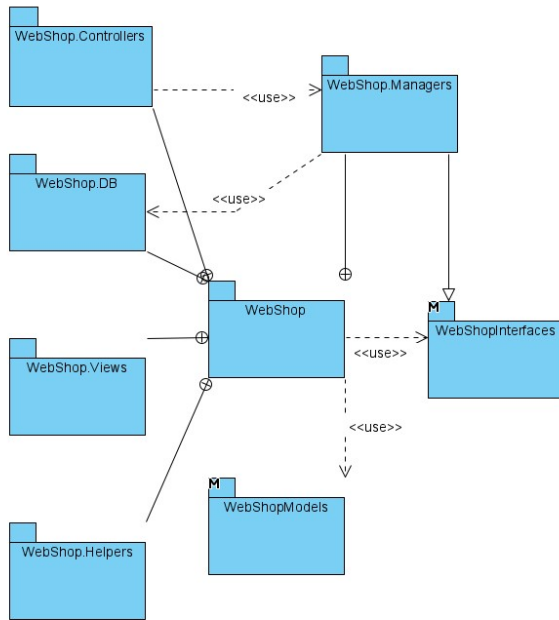 WebShop.Controllers
WebShop.Managers
<<use>>
WebShop.DB
<<use>>
WebShop
M
WebShopInterfaces
<<use>>
WebShop.Views
<<use>>
M
WebShopModels
WebShop.Helpers